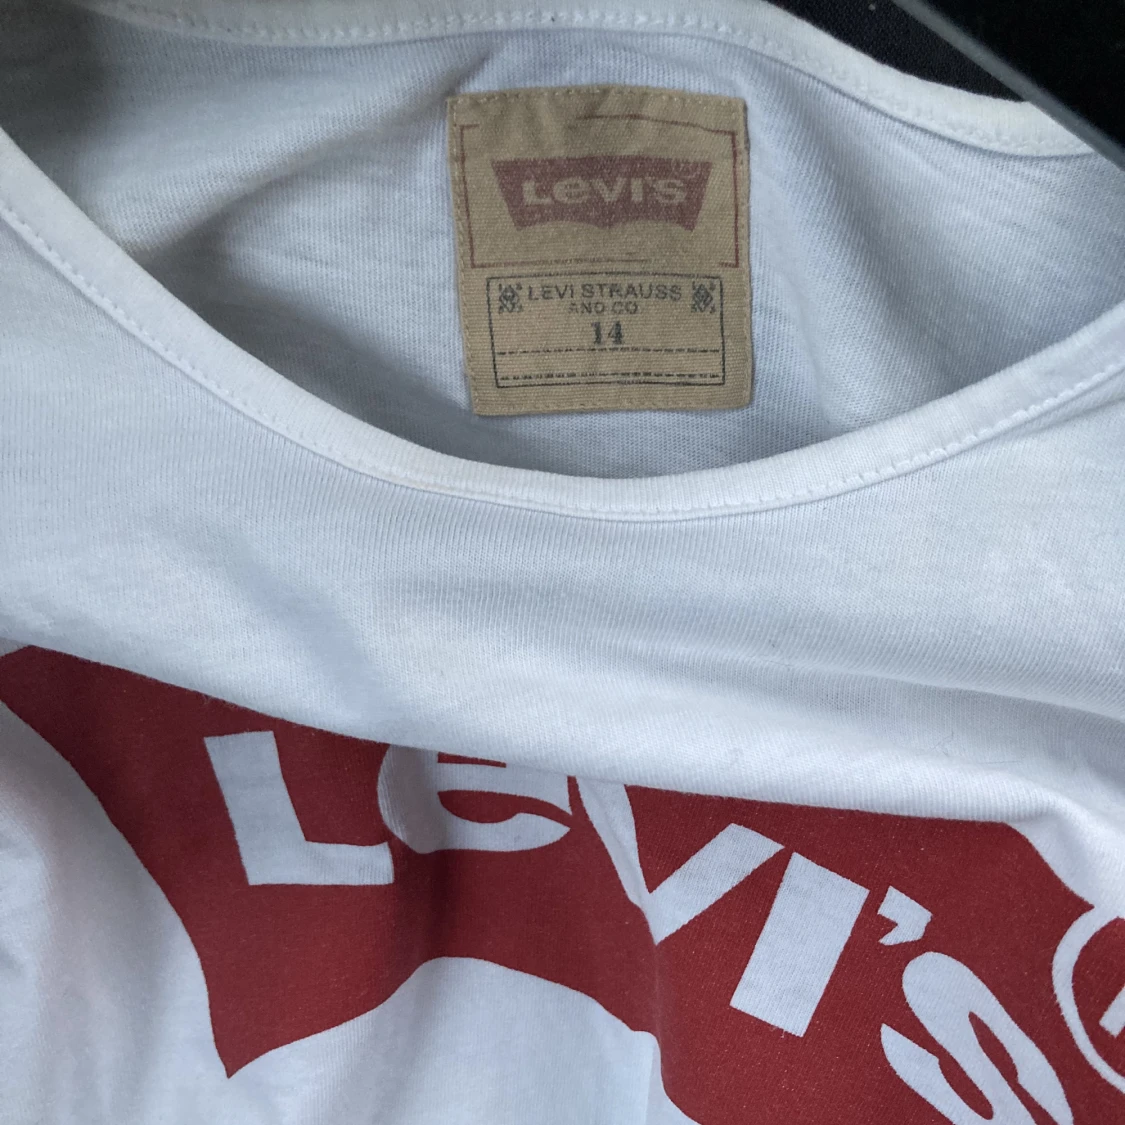 Levi's
LEVI STRAUSS
AND CO
14
Levi's